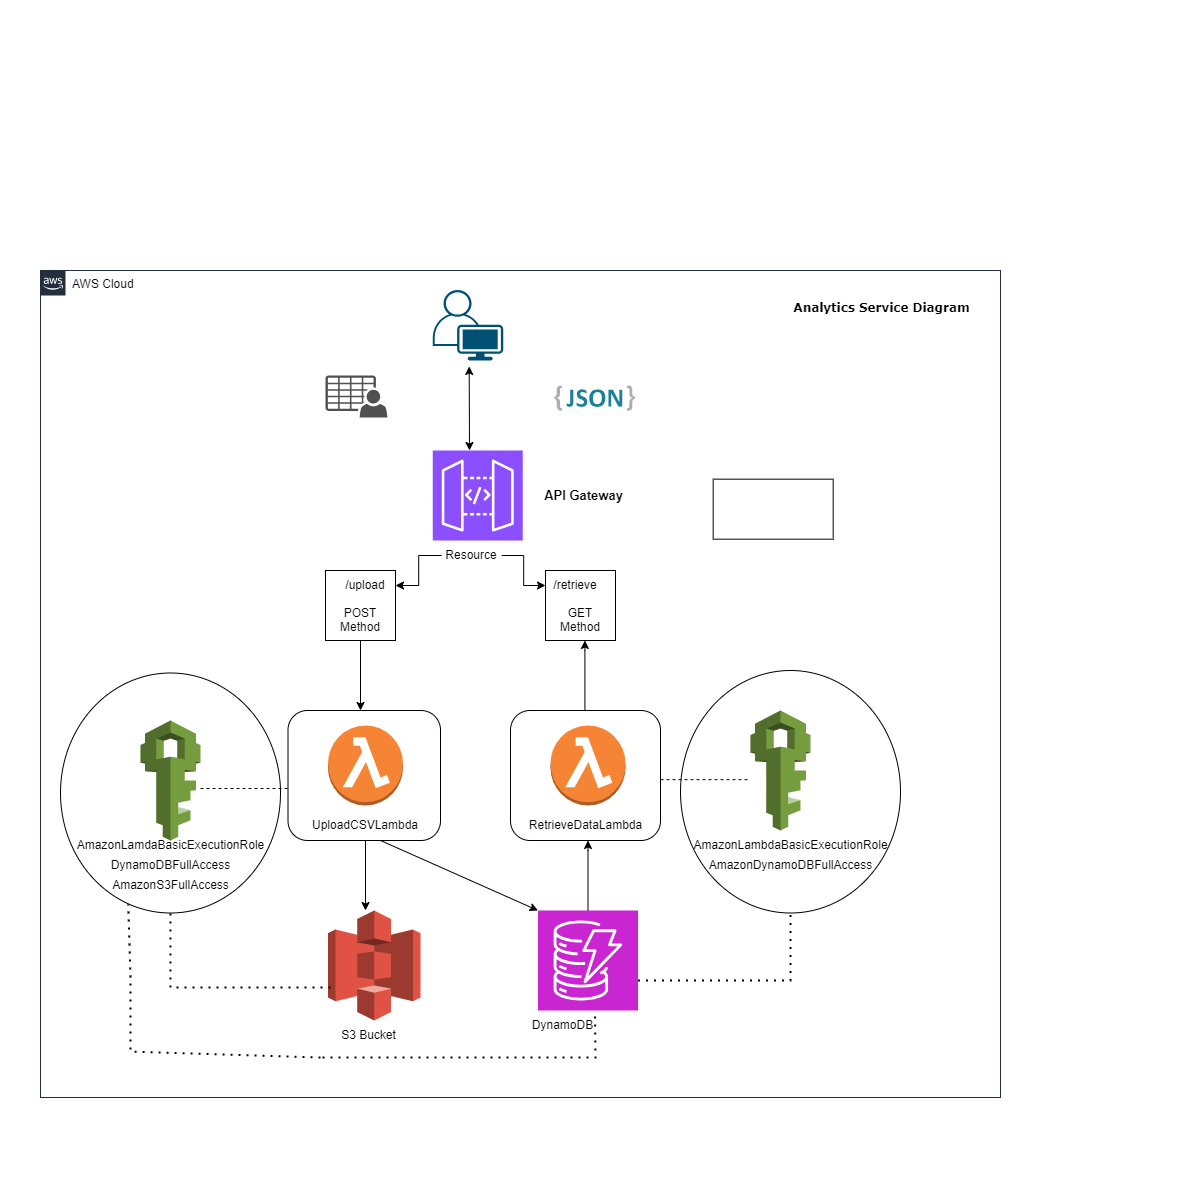 aws
AWS Cloud
Analytics Service Diagram
{JSON}
</>
API Gateway
Resource
/upload
POST
Method
/retrieve
GET
Method
UploadCSVLambda
RetrieveDataLambda
AmazonLamdaBasicExecutionRole
DynamoDBFullAccess
AmazonS3FullAccess
AmazonLambdaBasicExecutionRole
AmazonDynamoDBFullAccess
S3 Bucket
DynamoDB